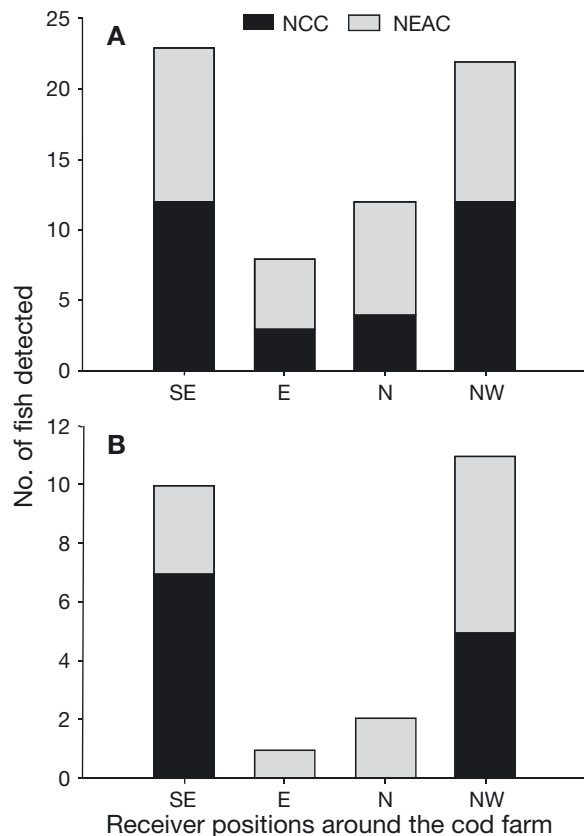 NCC NEAC
A
25
20
15
10
5
0
SE E N NW
B
12
10
8
6
4
2
0
SE E N NW
No. of fish detected
Receiver positions around the cod farm